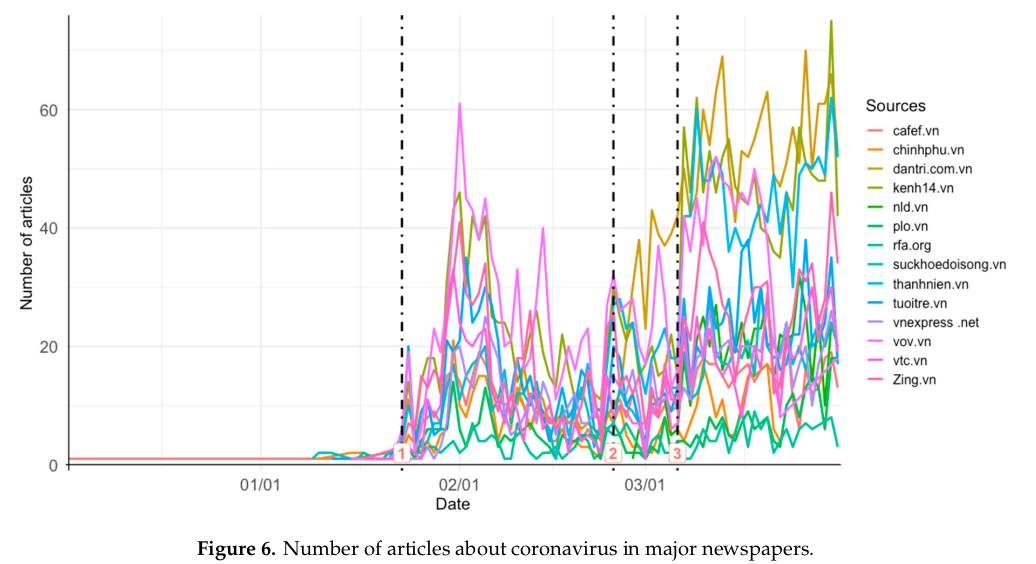 60
40
20
0
Number of articles
1
2
3
01/01
02/01
03/01
Date
Sources
cafef.vn
chinhphu.vn
dantri.com.vn
kenh14.vn
nld.vn
plo.vn
rfa.org
suckhoedoisong.vn
thanhnien.vn
tuoitre.vn
vnexpress .net
vov.vn
vtc.vn
Zing.vn
Figure 6. Number of articles about coronavirus in major newspapers.